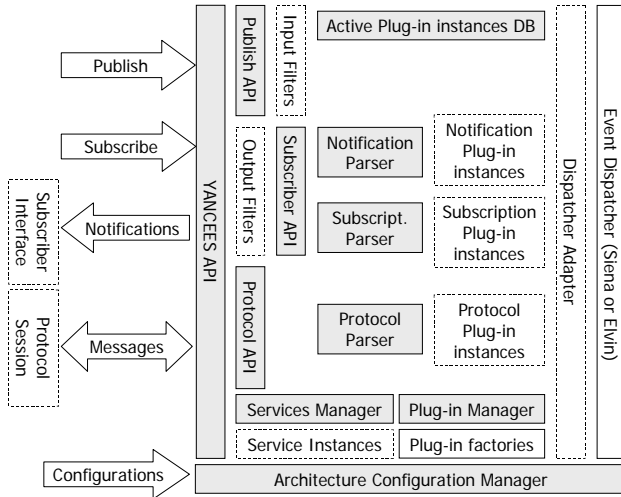 Publish
Subscribe
Subscriber
Interface
Notifications
Protocol
Session
Messages
Configurations
YANCEES API
Publish API
Input Filters
Active Plug-in instances DB
Output Filters
Subscriber API
Notification
Parser
Notification
Plug-in
instances
Subscript.
Parser
Subscription
Plug-in
instances
Protocol API
Protocol
Parser
Protocol
Plug-in
instances
Services Manager
Plug-in Manager
Service Instances
Plug-in factories
Dispatcher Adapter
Event Dispatcher (Siena or Elvin)
Architecture Configuration Manager